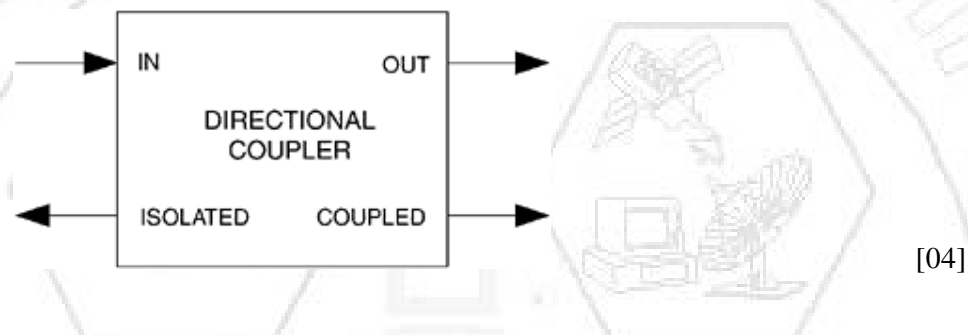 IN
OUT
DIRECTIONAL
COUPLER
ISOLATED COUPLED
[04]